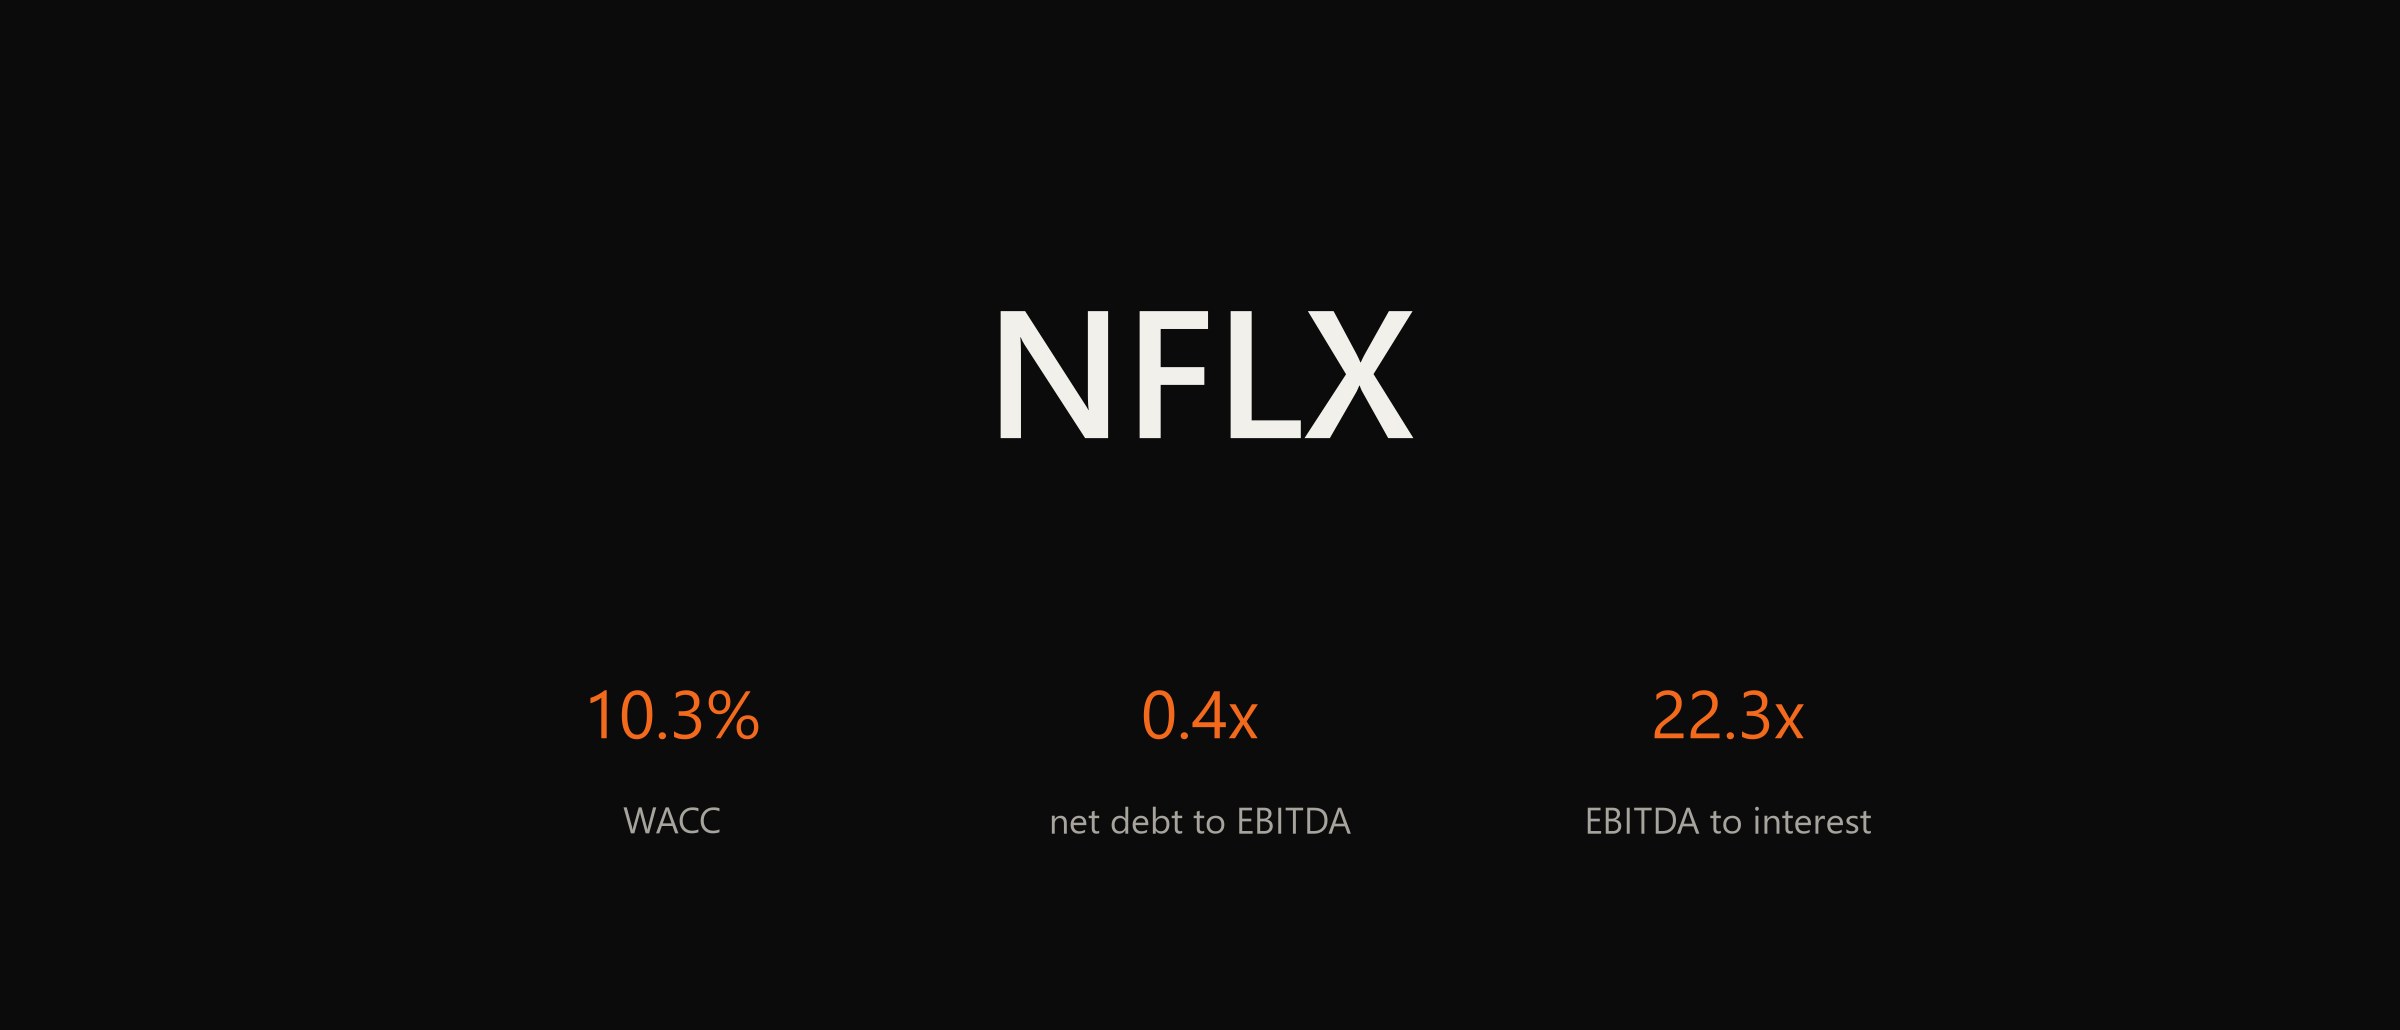 NFLX
10.3% 0.4x 22.3x
WACC net debt to EBITDA EBITDA to interest